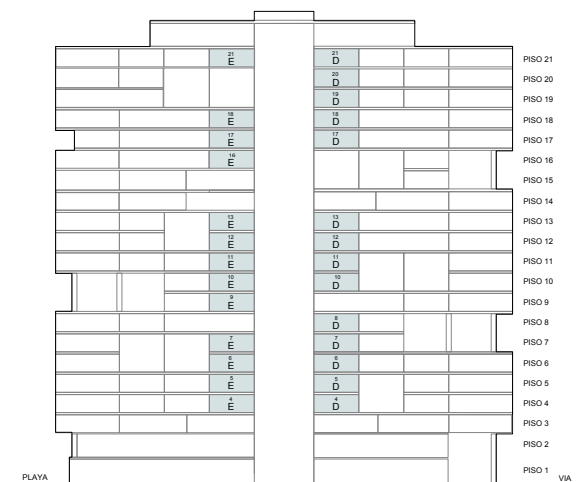 21 E 21 D PISO 21
20 D PISO 20
19 D PISO 19
18 E 18 D PISO 18
17 E 17 D PISO 17
16 E PISO 16
PISO 15
PISO 14
13 E 13 D PISO 13
12 E 12 D PISO 12
11 E 11 D PISO 11
10 E 10 D PISO 10
9 E PISO 9
8 D PISO 8
7 E 7 D PISO 7
6 E 6 D PISO 6
5 E 5 D PISO 5
4 E 4 D PISO 4
PISO 3
PISO 2
PISO 1
PLAYA VIA